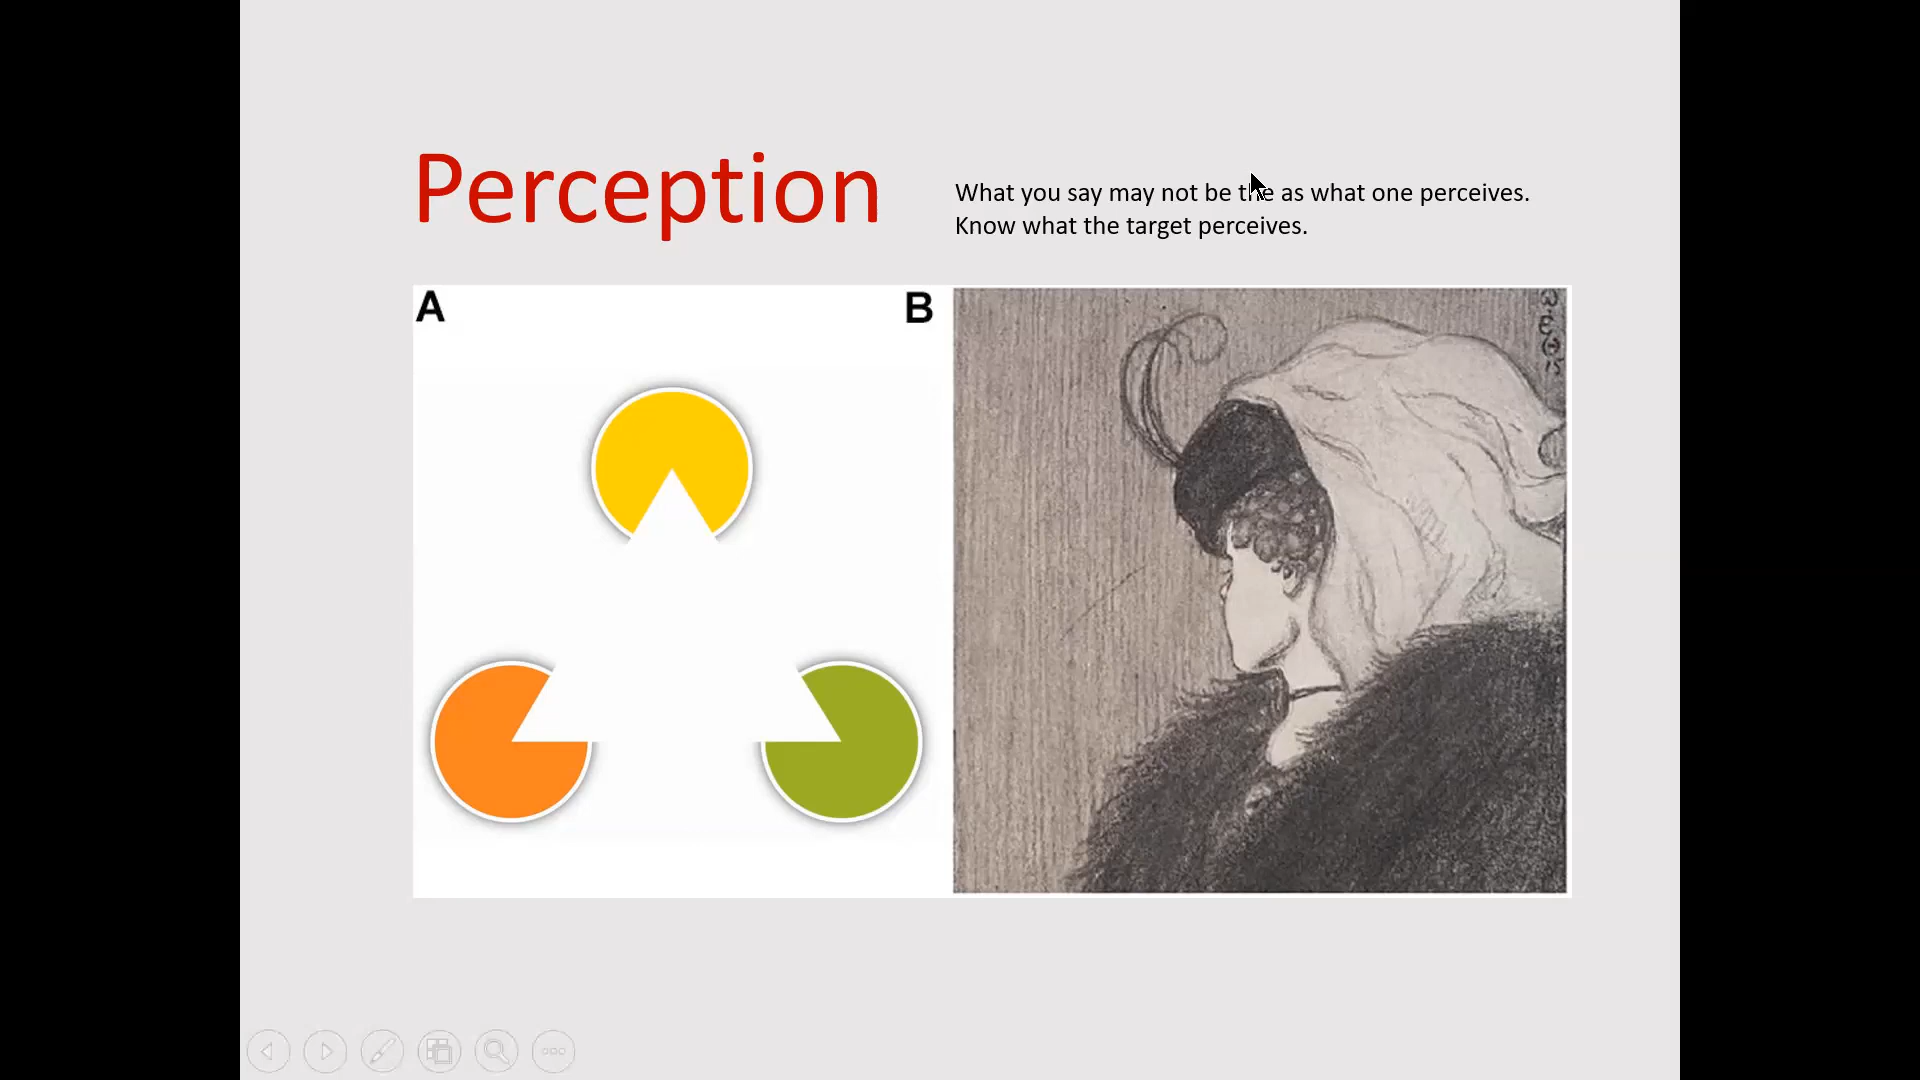 Perception
What you say may not be the as what one perceives.
Know what the target perceives.
A
B